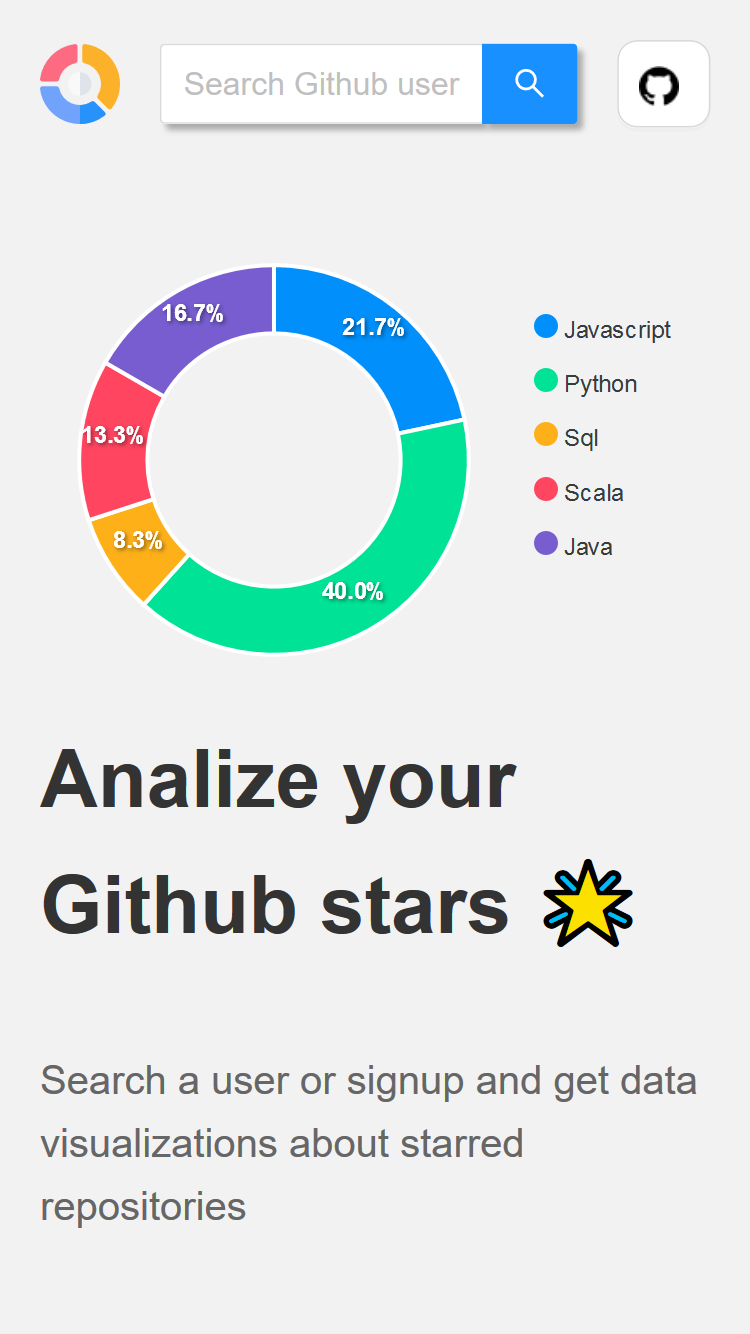 Search Github user
16.7%
21.7%
13.3%
8.3%
40.0%
Javascript
Python
Sql
Scala
Java
Analize your
Github stars
Search a user or signup and get data
visualizations about starred
repositories